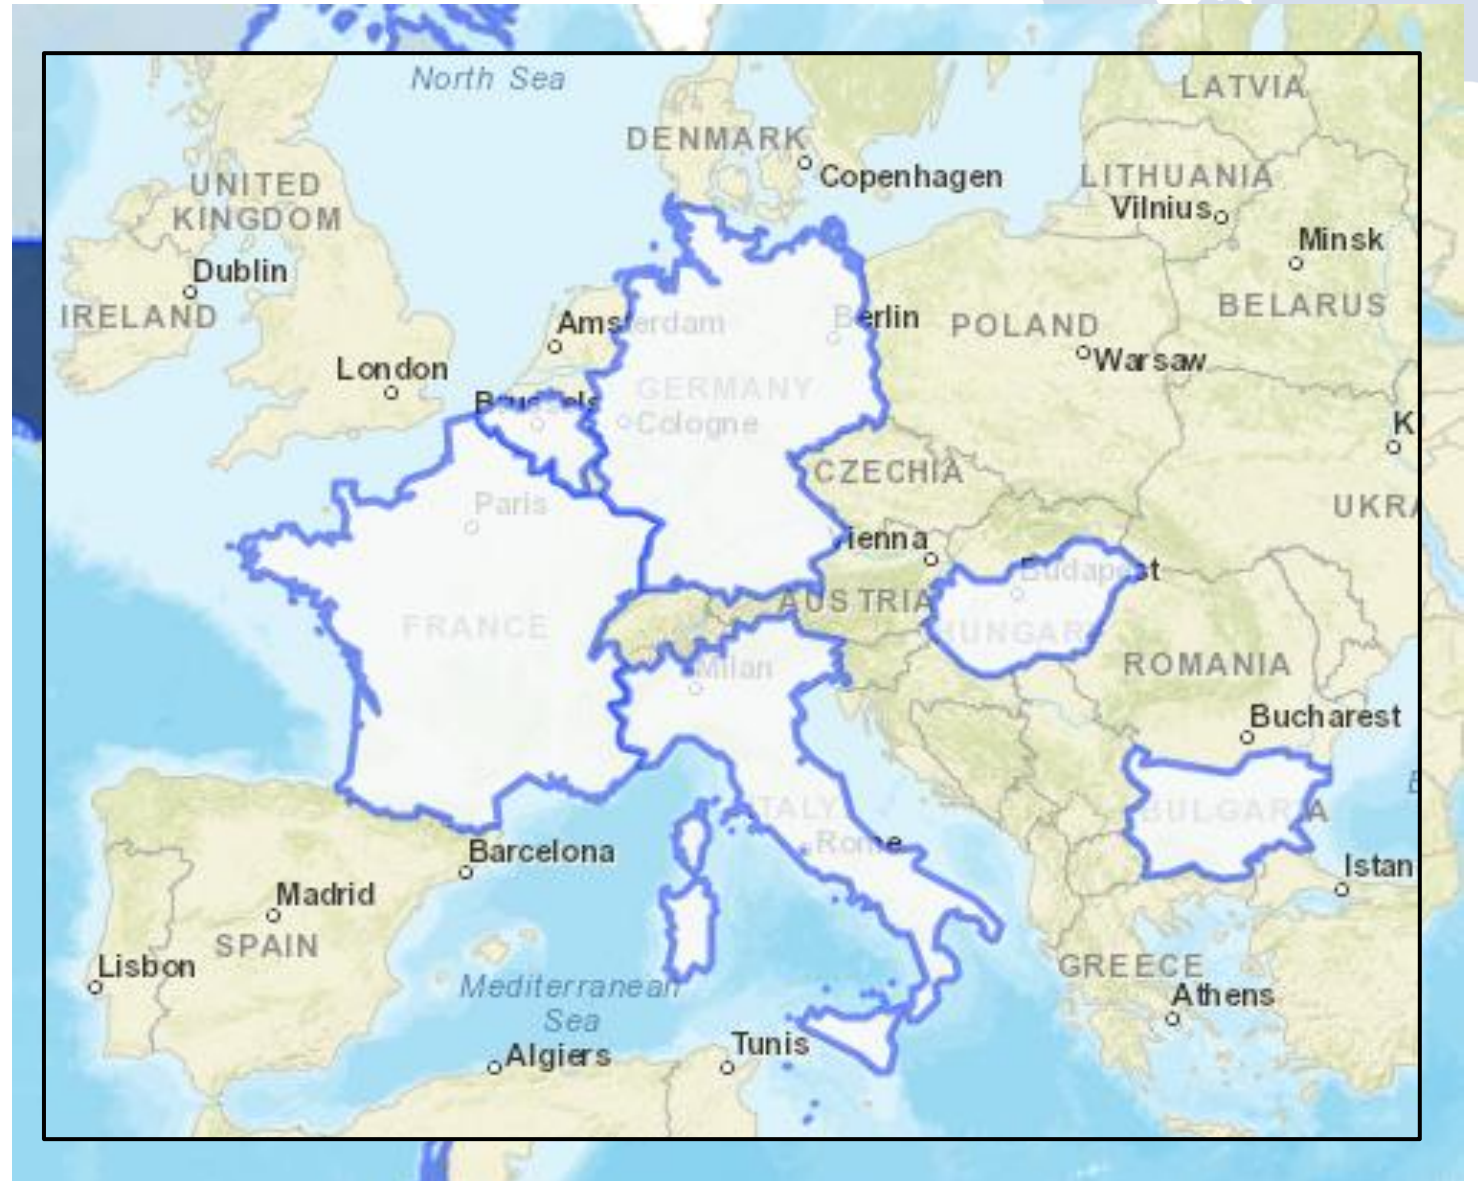 North Sea
LATVIA
DENMARK
Copenhagen
UNITED
KINGDOM
LITHUANIA
Vilnius
Minsk
Dublin
IRELAND
BELARUS
Amsterdam
Berlin
POLAND
Warsaw
London
GERMANY
Brussels
Cologne
K
CZECHIA
Paris
UKRA
ienna
Budapest
AUSTRIA
FRANCE
HUNGARY
ROMANIA
Milan
Bucharest
ITALY
BULGARIA
Rome
Barcelona
Istan
Madrid
SPAIN
Lisbon
GREECE
Athens
Mediterranean
Sea
Tunis
Algiers